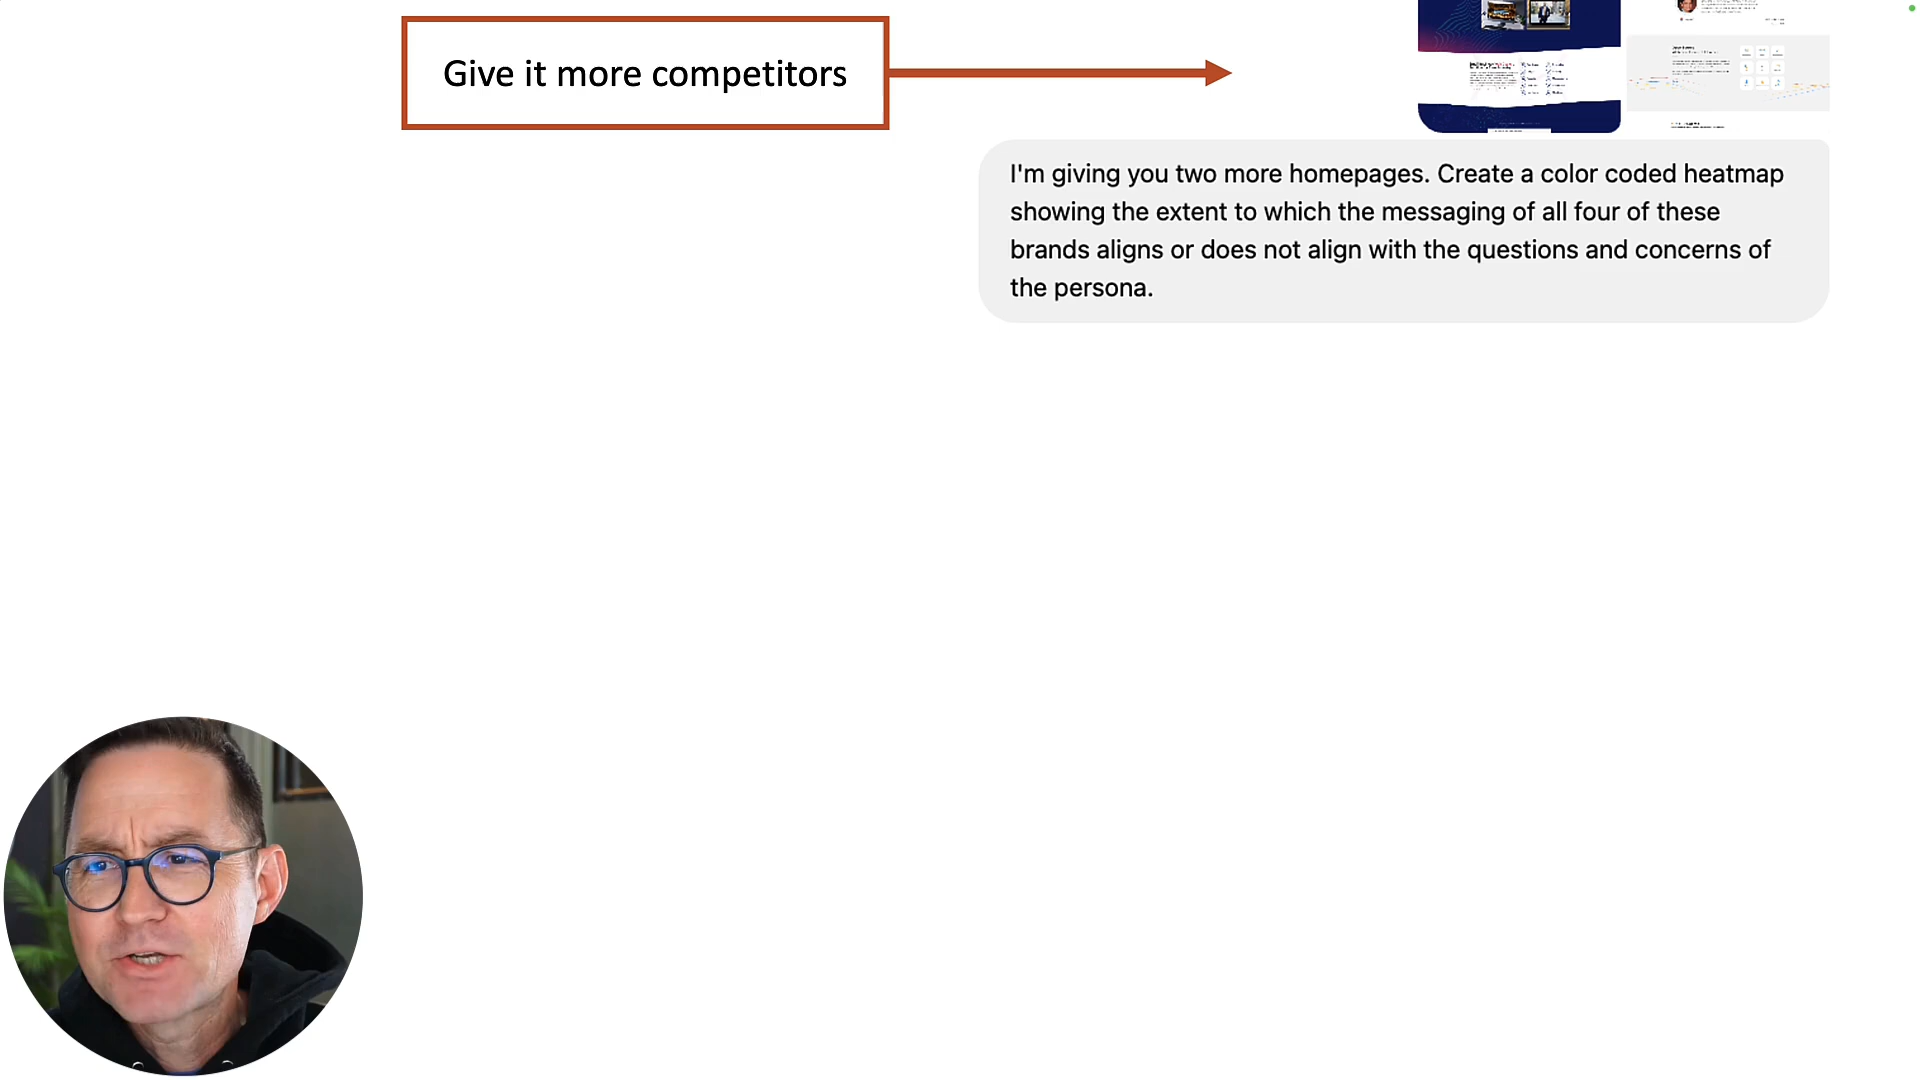 Give it more competitors
I'm giving you two more homepages. Create a color coded heatmap
showing the extent to which the messaging of all four of these
brands aligns or does not align with the questions and concerns of
the persona.